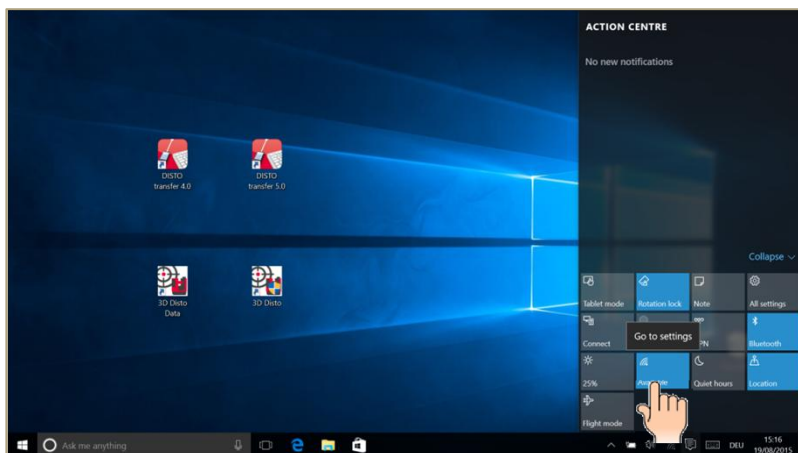 ACTION CENTRE
No new notifications
DISTO
transfer 4.0
DISTO
transfer 5.0
3D Disto
Data
3D Disto
Collapse
Tablet mode
Rotation lock
Note
All settings
Connect
Go to settings
Bluetooth
25%
Quiet hours
Location
Flight mode
Ask me anything
DEU
15:16
19/08/2015